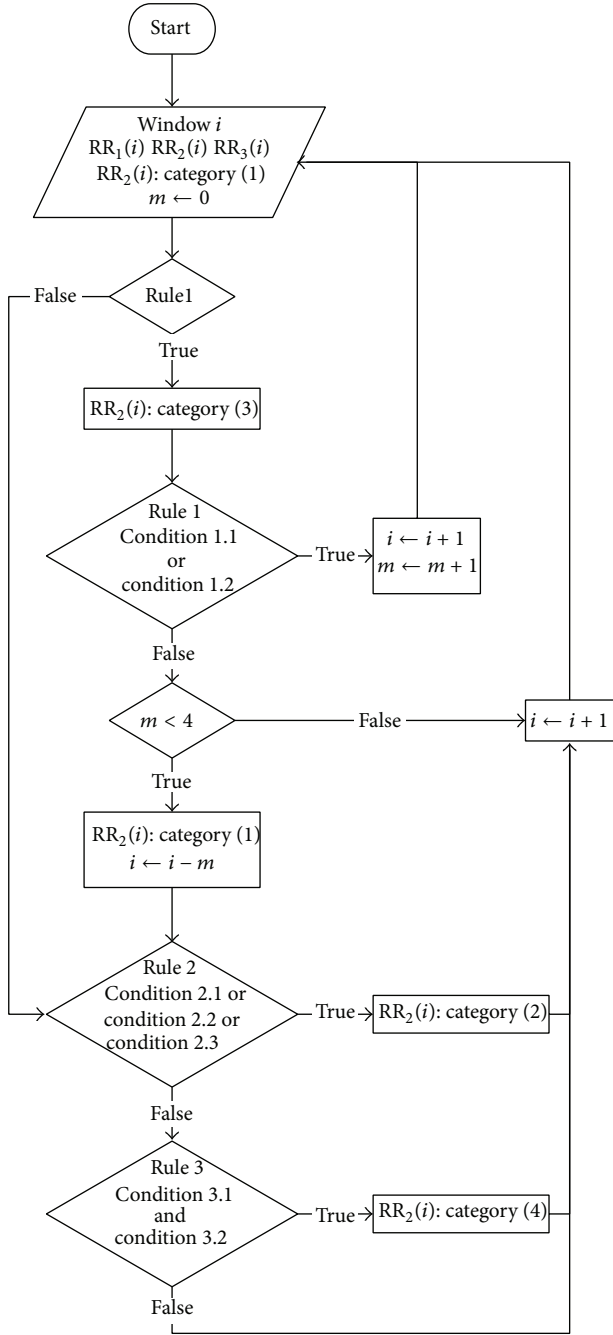 Start
Window i
RR₁(i) RR₂(i) RR₃(i)
RR₂(i): category (1)
m ← 0
False
Rule1
True
RR₂(i): category (3)
Rule 1
Condition 1.1
or
condition 1.2
True
i ← i + 1
m ← m + 1
False
m < 4
False
i ← i + 1
True
RR₂(i): category (1)
i ← i – m
Rule 2
Condition 2.1 or
condition 2.2 or
condition 2.3
True
RR₂(i): category (2)
False
Rule 3
Condition 3.1
and
condition 3.2
True
RR₂(i): category (4)
False